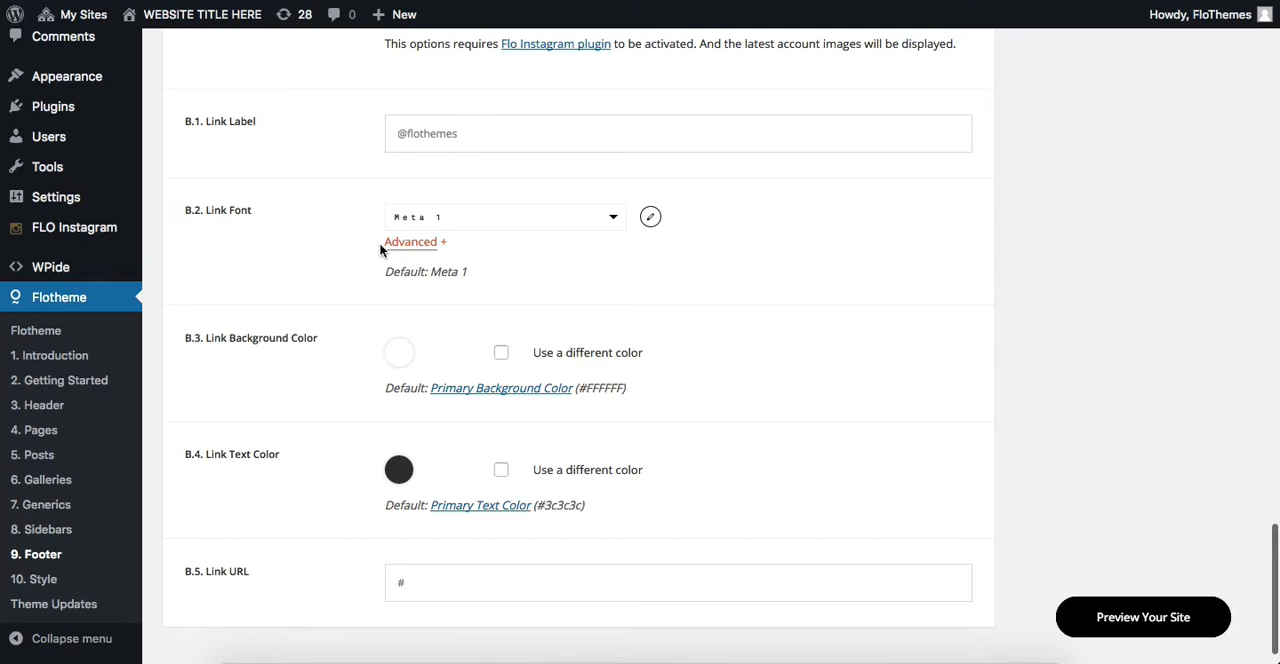 My Sites
WEBSITE TITLE HERE
28
0
New
Howdy, FloThemes
Comments
Appearance
Plugins
Users
Tools
Settings
FLO Instagram
WPide
Flotheme
Flotheme
1. Introduction
2. Getting Started
3. Header
4. Pages
5. Posts
6. Galleries
7. Generics
8. Sidebars
9. Footer
10. Style
Theme Updates
Collapse menu
This options requires Flo Instagram plugin to be activated. And the latest account images will be displayed.
B.1. Link Label
@flothemes
B.2. Link Font
Meta 1
Advanced +
Default: Meta 1
B.3. Link Background Color
Use a different color
Default: Primary Background Color (#FFFFFF)
B.4. Link Text Color
Use a different color
Default: Primary Text Color (#3c3c3c)
B.5. Link URL
#
Preview Your Site